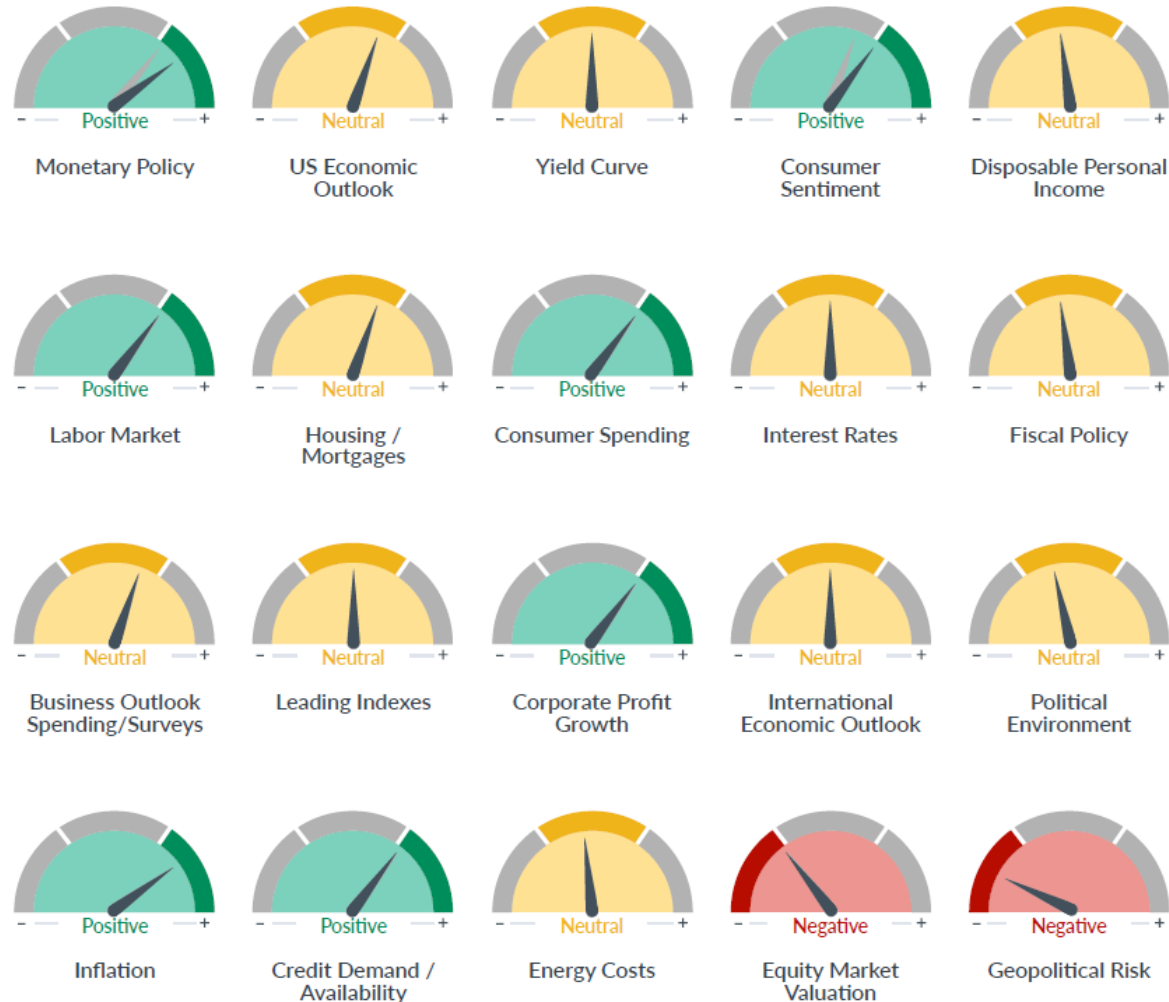 - Positive +
- Neutral +
- Neutral +
- Positive +
- Neutral +
Monetary Policy
US Economic
Outlook
Yield Curve
Consumer
Sentiment
Disposable Personal
Income
- Positive +
- Neutral +
- Positive +
- Neutral +
- Neutral +
Labor Market
Housing /
Mortgages
Consumer Spending
Interest Rates
Fiscal Policy
- Neutral +
- Neutral +
- Positive +
- Neutral +
- Neutral +
Business Outlook
Spending/Surveys
Leading Indexes
Corporate Profit
Growth
International
Economic Outlook
Political
Environment
- Positive +
- Positive +
- Neutral +
- Negative +
- Negative +
Inflation
Credit Demand /
Availability
Energy Costs
Equity Market
Valuation
Geopolitical Risk